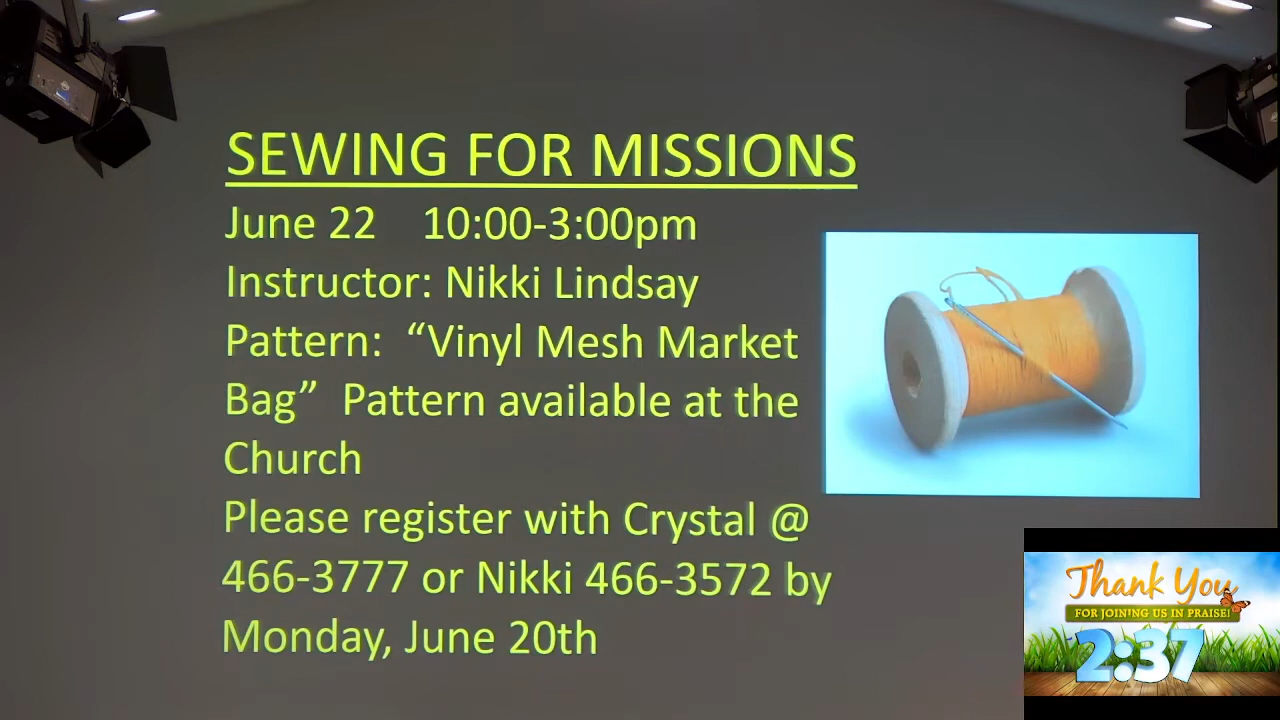 SEWING FOR MISSIONS
June 22    10:00-3:00pm
Instructor: Nikki Lindsay
Pattern:  “Vinyl Mesh Market
Bag”  Pattern available at the
Church
Please register with Crystal @
466-3777 or Nikki 466-3572 by
Monday, June 20th
Thank You
FOR JOINING US IN PRAISE!
2:37